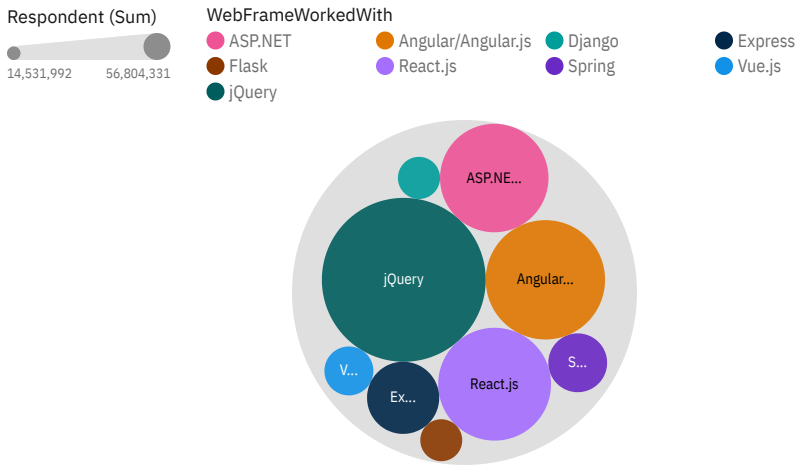 Respondent (Sum)
14,531,992 56,804,331
WebFrameWorkedWith
ASP.NET Angular/Angular.js Django Express
Flask React.js Spring Vue.js
jQuery
ASP.NE...
jQuery
Angular...
S...
V...
React.js
Ex...